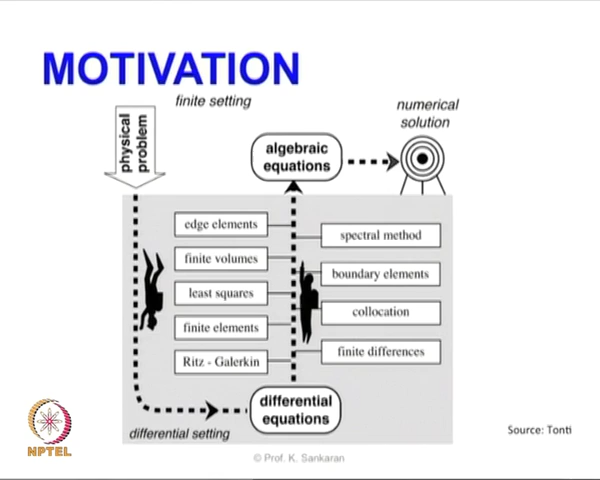 MOTIVATION
finite setting
physical
problem
algebraic
equations
numerical
solution
edge elements
finite volumes
least squares
finite elements
Ritz - Galerkin
spectral method
boundary elements
collocation
finite differences
differential
equations
differential setting
NPTEL
Source: Tonti
© Prof. K. Sankaran